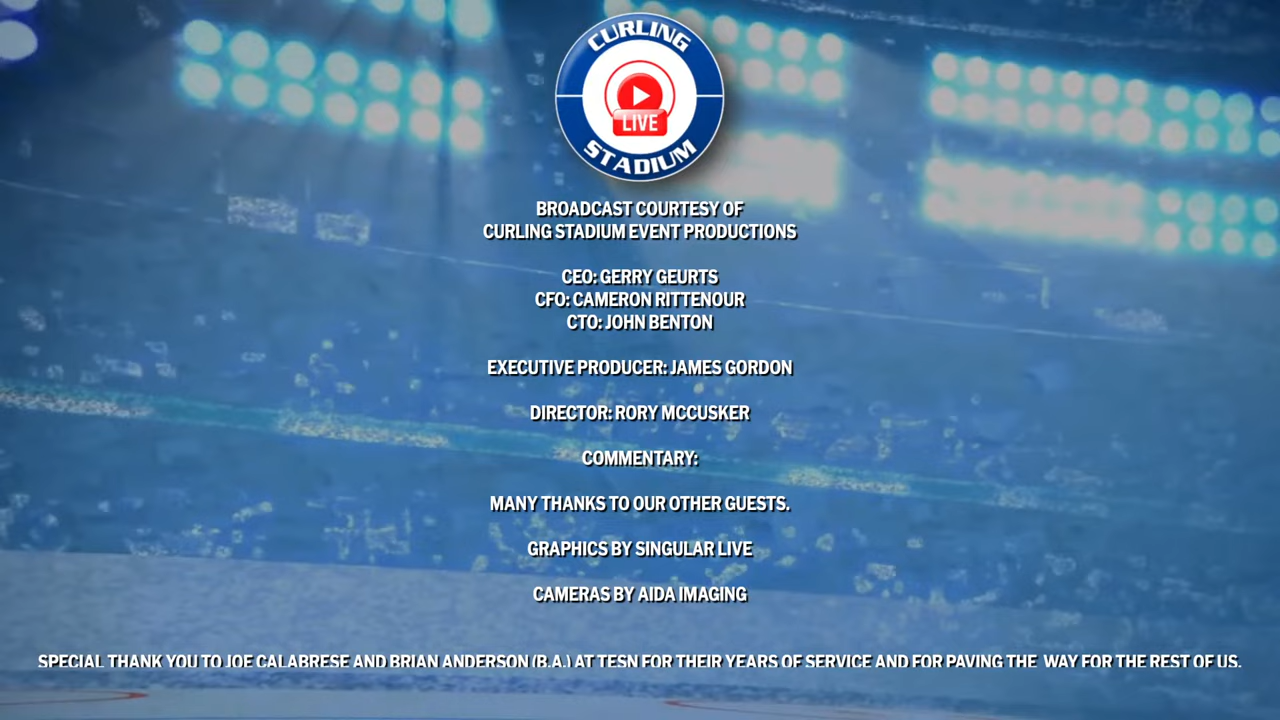 CURLING
LIVE
STADIUM
BROADCAST COURTESY OF
CURLING STADIUM EVENT PRODUCTIONS
CEO: GERRY GEURTS
CFO: CAMERON RITTENOUR
CTO: JOHN BENTON
EXECUTIVE PRODUCER: JAMES GORDON
DIRECTOR: RORY MCCUSKER
COMMENTARY:
MANY THANKS TO OUR OTHER GUESTS.
GRAPHICS BY SINGULAR LIVE
CAMERAS BY AIDA IMAGING
SPECIAL THANK YOU TO JOE CALABRESE AND BRIAN ANDERSON (B.A.) AT TESN FOR THEIR YEARS OF SERVICE AND FOR PAVING THE  WAY FOR THE REST OF US.